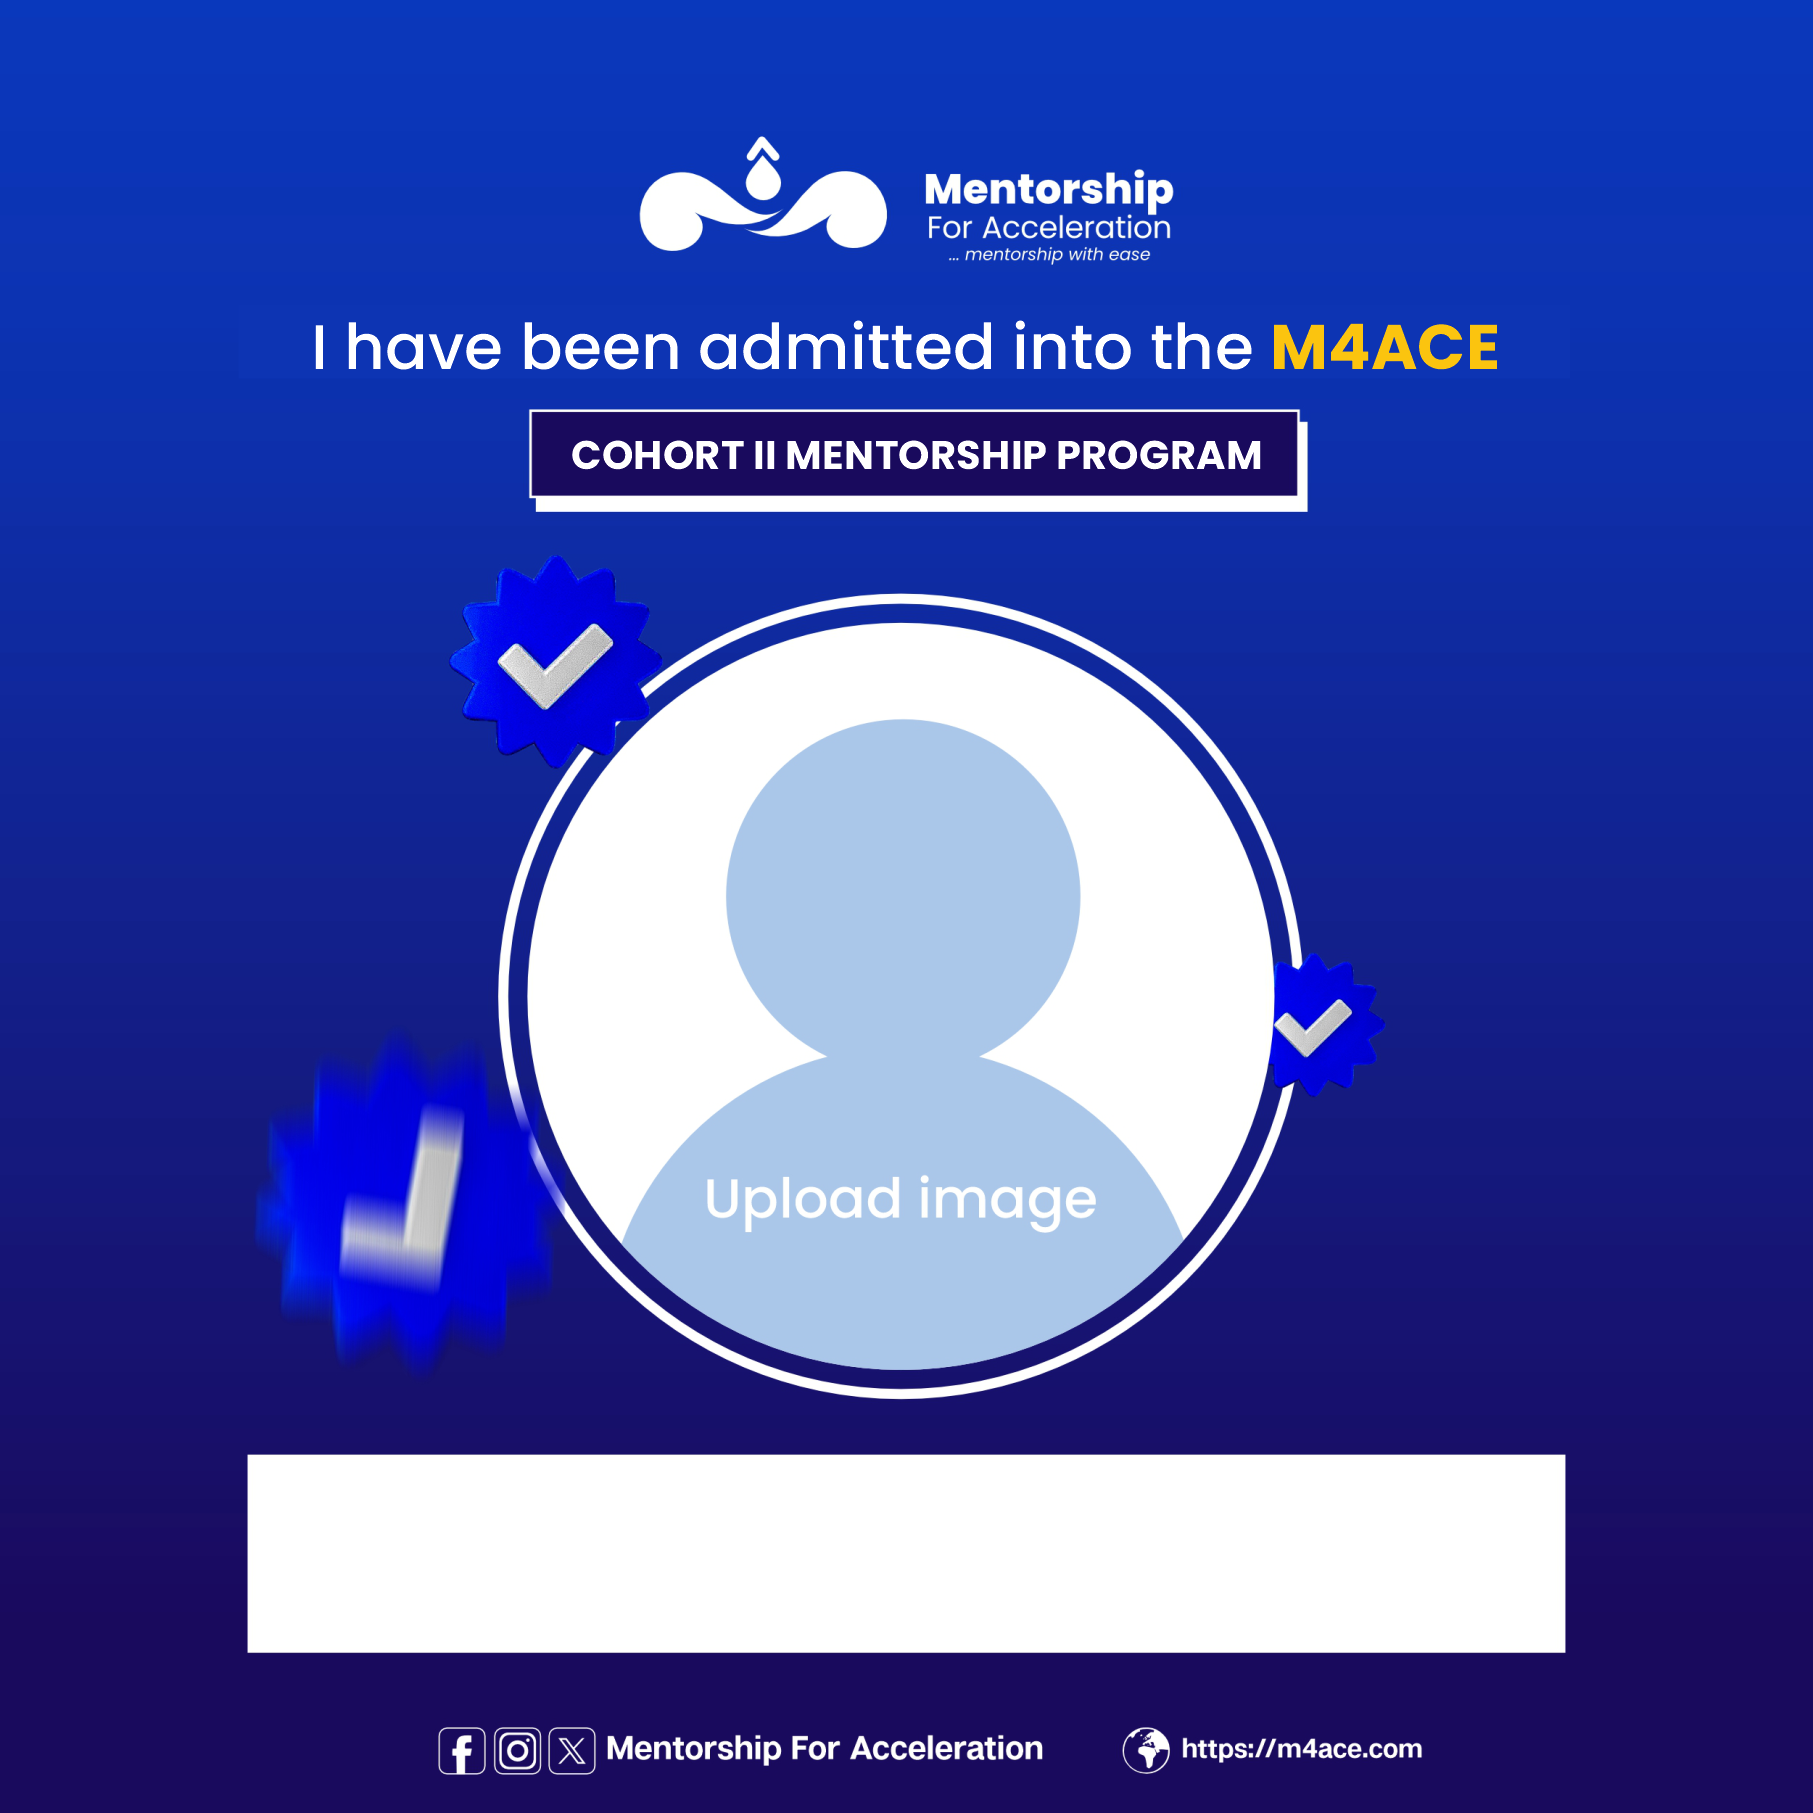 Mentorship
For Acceleration
... mentorship with ease
I have been admitted into the M4ACE
COHORT II MENTORSHIP PROGRAM
Upload image
Mentorship For Acceleration
https://m4ace.com